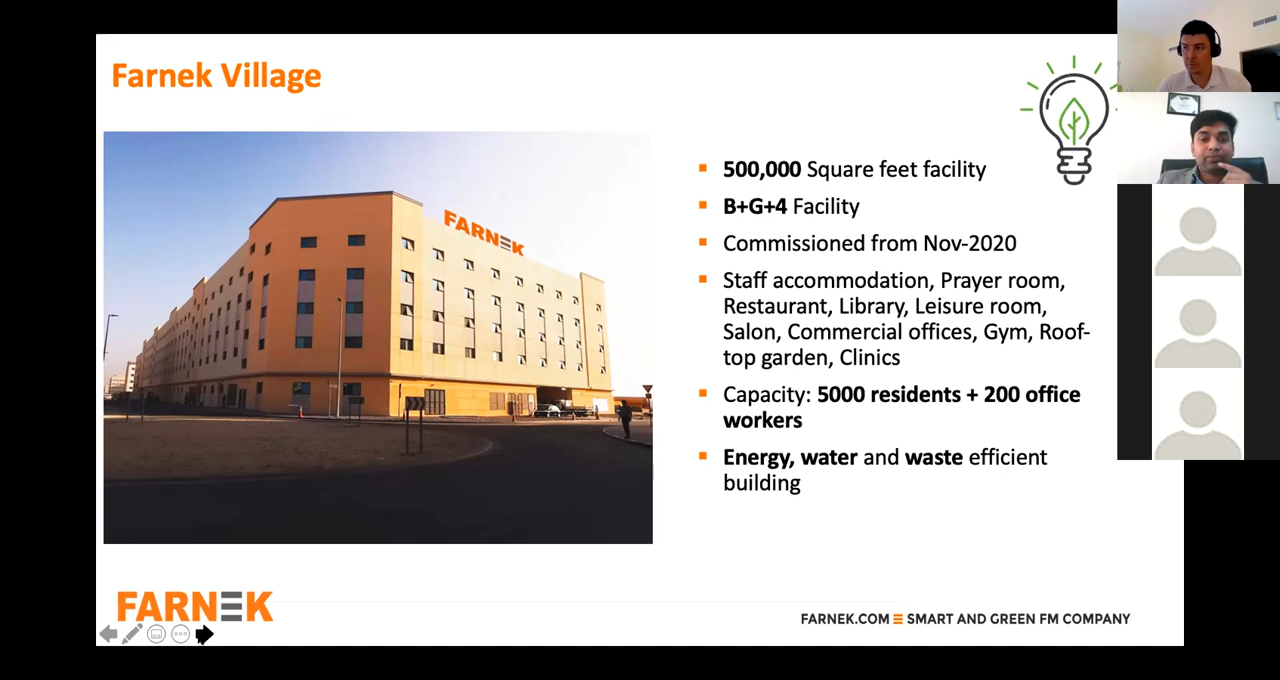 Farnek Village
FARNEK
500,000 Square feet facility
B+G+4 Facility
Commissioned from Nov-2020
Staff accommodation, Prayer room,
Restaurant, Library, Leisure room,
Salon, Commercial offices, Gym, Roof-
top garden, Clinics
Capacity: 5000 residents + 200 office
workers
Energy, water and waste efficient
building
FARNEK
FARNEK.COM SMART AND GREEN FM COMPANY